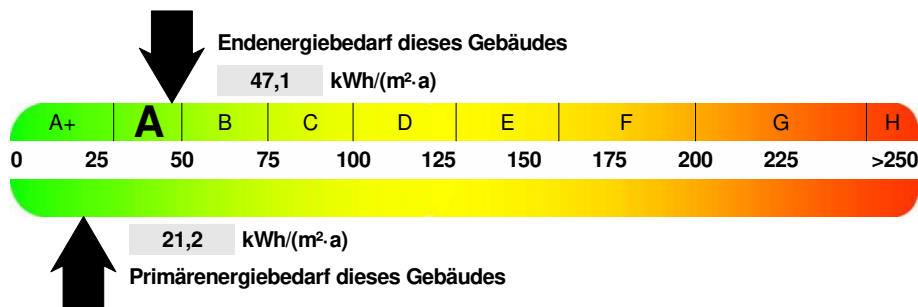 Endenergiebedarf dieses Gebäudes
47,1 kWh/(m²·a)
A+ A B C D E F G H
0 25 50 75 100 125 150 175 200 225 >250
21,2 kWh/(m²·a)
Primärenergiebedarf dieses Gebäudes